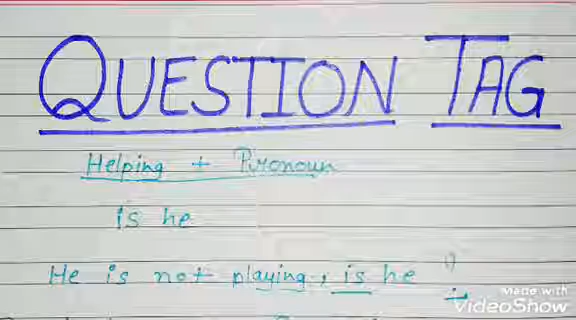 QUESTION TAG
Helping + Pronoun
is he
He is not playing, is he ?
+
Made with
VideoShow